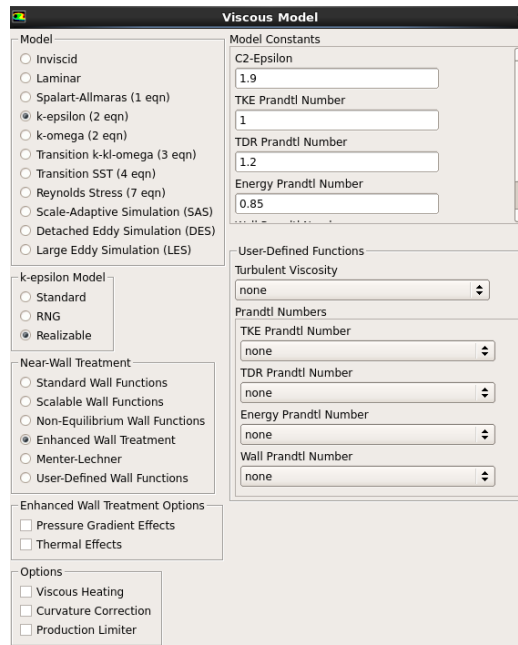 Viscous Model
Model
Inviscid
Laminar
Spalart-Allmaras (1 eqn)
k-epsilon (2 eqn)
k-omega (2 eqn)
Transition k-kl-omega (3 eqn)
Transition SST (4 eqn)
Reynolds Stress (7 eqn)
Scale-Adaptive Simulation (SAS)
Detached Eddy Simulation (DES)
Large Eddy Simulation (LES)
k-epsilon Model
Standard
RNG
Realizable
Near-Wall Treatment
Standard Wall Functions
Scalable Wall Functions
Non-Equilibrium Wall Functions
Enhanced Wall Treatment
Menter-Lechner
User-Defined Wall Functions
Enhanced Wall Treatment Options
Pressure Gradient Effects
Thermal Effects
Options
Viscous Heating
Curvature Correction
Production Limiter
Model Constants
C2-Epsilon
1.9
TKE Prandtl Number
1
TDR Prandtl Number
1.2
Energy Prandtl Number
0.85
User-Defined Functions
Turbulent Viscosity
none
Prandtl Numbers
TKE Prandtl Number
none
TDR Prandtl Number
none
Energy Prandtl Number
none
Wall Prandtl Number
none